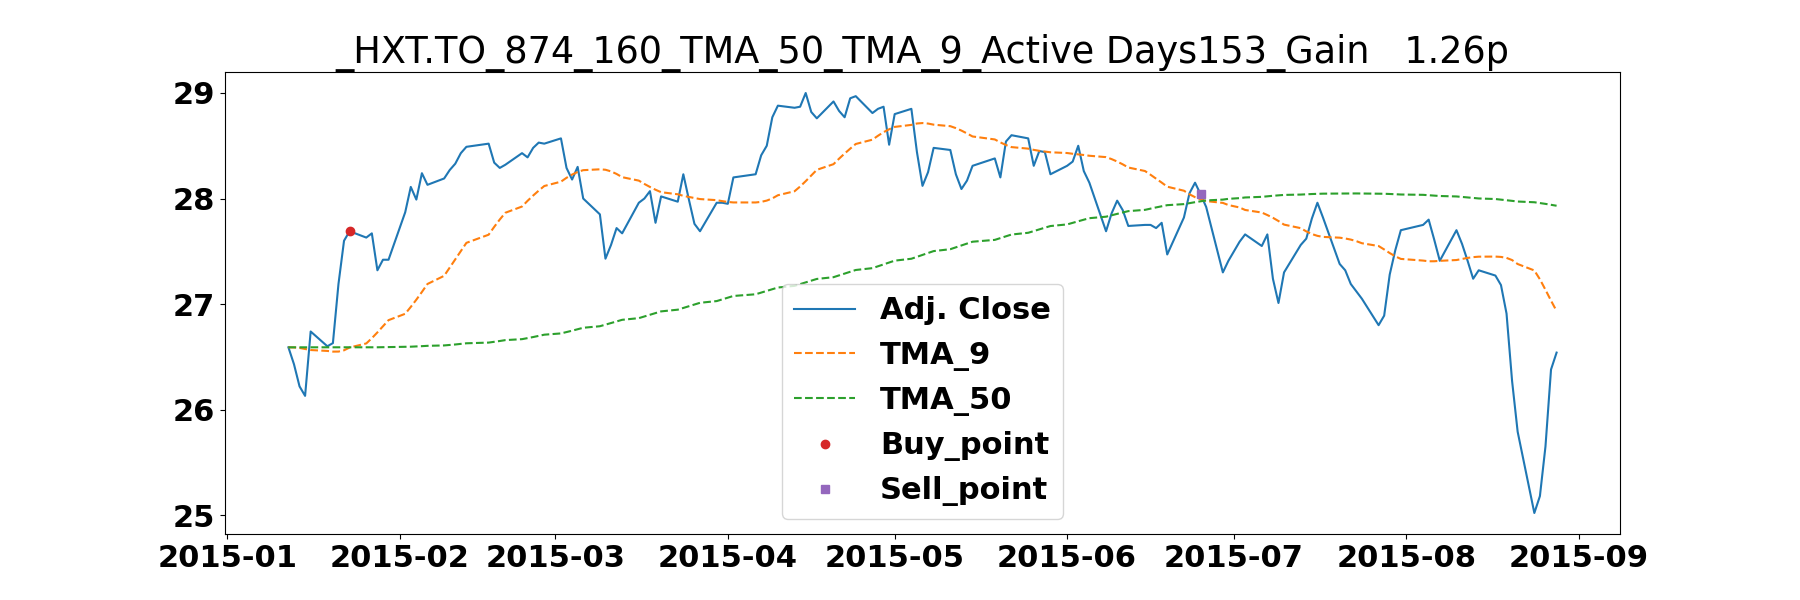 _HXT.TO_874_160_TMA_50_TMA_9_Active Days153_Gain   1.26p
29
28
27
26
25
Adj. Close
TMA_9
TMA_50
Buy_point
Sell_point
2015-01 2015-02 2015-03 2015-04 2015-05 2015-06 2015-07 2015-08 2015-09